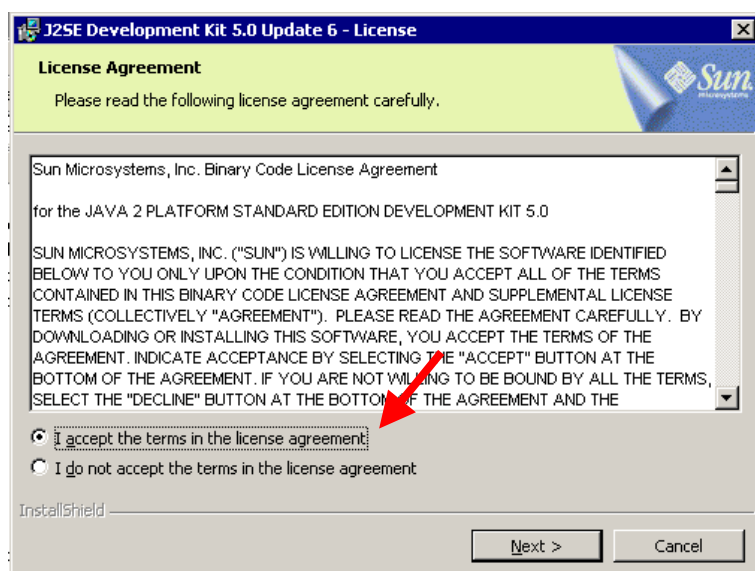 J2SE Development Kit 5.0 Update 6 - License
License Agreement
Please read the following license agreement carefully.
Sun
microsystems
Sun Microsystems, Inc. Binary Code License Agreement
for the JAVA 2 PLATFORM STANDARD EDITION DEVELOPMENT KIT 5.0
SUN MICROSYSTEMS, INC. ("SUN") IS WILLING TO LICENSE THE SOFTWARE IDENTIFIED
BELOW TO YOU ONLY UPON THE CONDITION THAT YOU ACCEPT ALL OF THE TERMS
CONTAINED IN THIS BINARY CODE LICENSE AGREEMENT AND SUPPLEMENTAL LICENSE
TERMS (COLLECTIVELY "AGREEMENT"). PLEASE READ THE AGREEMENT CAREFULLY. BY
DOWNLOADING OR INSTALLING THIS SOFTWARE, YOU ACCEPT THE TERMS OF THE
AGREEMENT. INDICATE ACCEPTANCE BY SELECTING THE "ACCEPT" BUTTON AT THE
BOTTOM OF THE AGREEMENT. IF YOU ARE NOT WILLING TO BE BOUND BY ALL THE TERMS,
SELECT THE "DECLINE" BUTTON AT THE BOTTOM OF THE AGREEMENT AND THE
I accept the terms in the license agreement
I do not accept the terms in the license agreement
InstallShield
Next >
Cancel